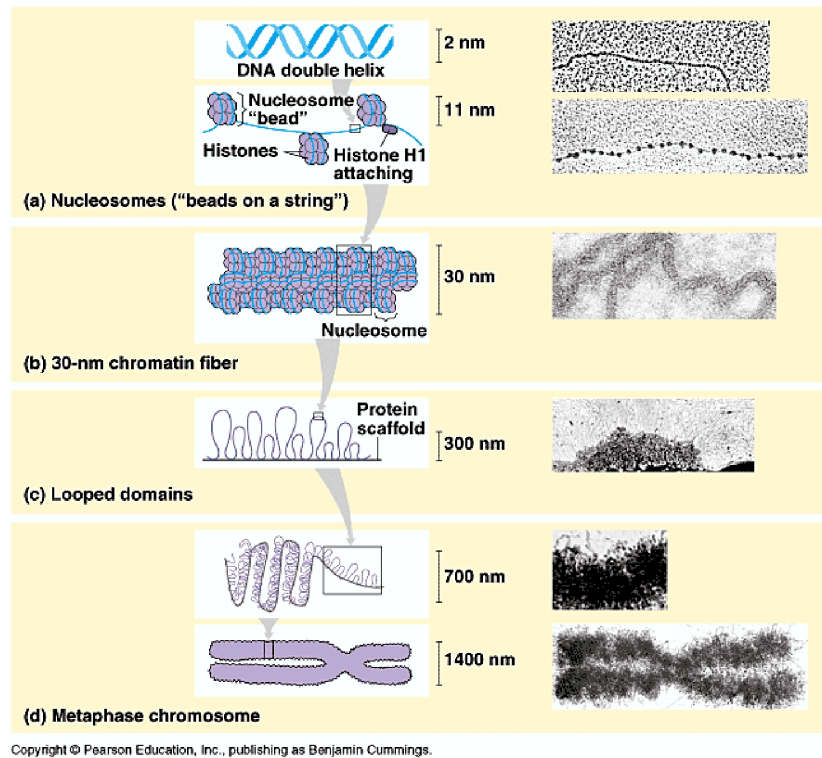 DNA double helix
2 nm
Nucleosome
“bead”
11 nm
Histones
Histone H1
attaching
(a) Nucleosomes (“beads on a string”)
30 nm
Nucleosome
(b) 30-nm chromatin fiber
Protein
scaffold
300 nm
(c) Looped domains
700 nm
1400 nm
(d) Metaphase chromosome
Copyright © Pearson Education, Inc., publishing as Benjamin Cummings.